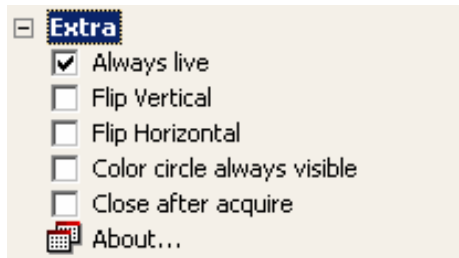 Extra
Always live
Flip Vertical
Flip Horizontal
Color circle always visible
Close after acquire
About...